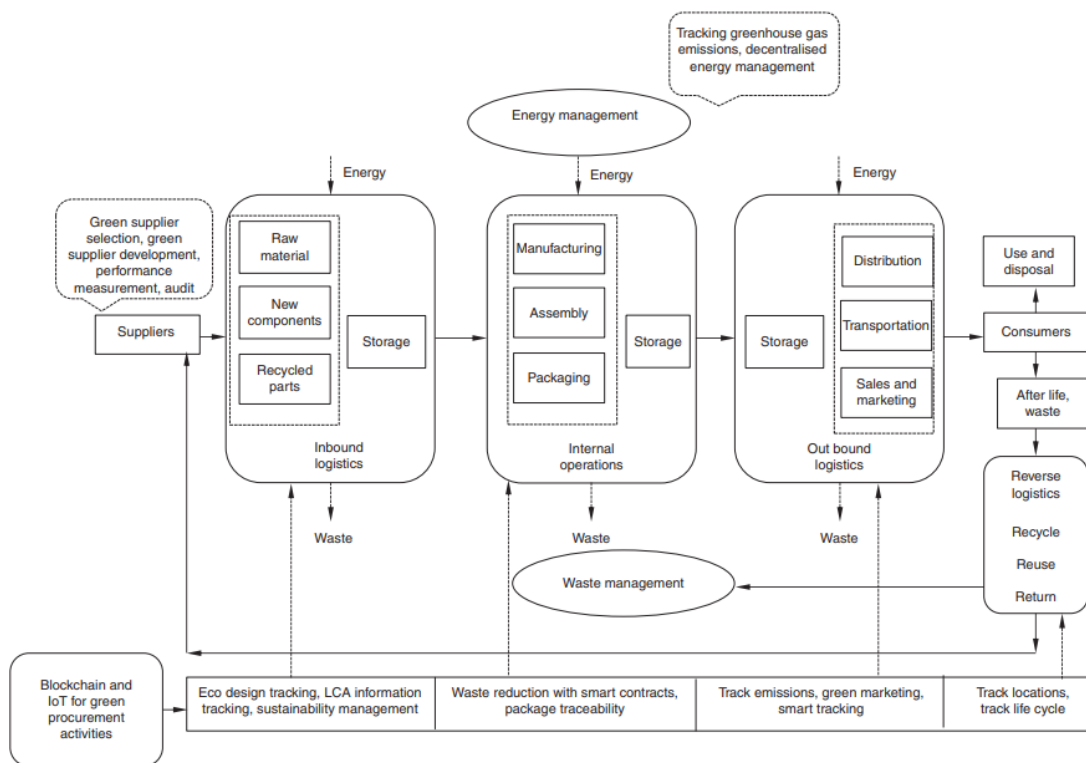 Tracking greenhouse gas
emissions, decentralised
energy management
Energy management
Energy
Energy
Energy
Green supplier
selection, green
supplier development,
performance
measurement, audit
Suppliers
Raw
material
New
components
Recycled
parts
Storage
Inbound
logistics
Manufacturing
Assembly
Packaging
Storage
Internal
operations
Storage
Distribution
Transportation
Sales and
marketing
Out bound
logistics
Use and
disposal
Consumers
After life,
waste
Reverse
logistics
Recycle
Reuse
Return
Waste
Waste
Waste
Waste management
Blockchain and
IoT for green
procurement
activities
Eco design tracking, LCA information
tracking, sustainability management
Waste reduction with smart contracts,
package traceability
Track emissions, green marketing,
smart tracking
Track locations,
track life cycle